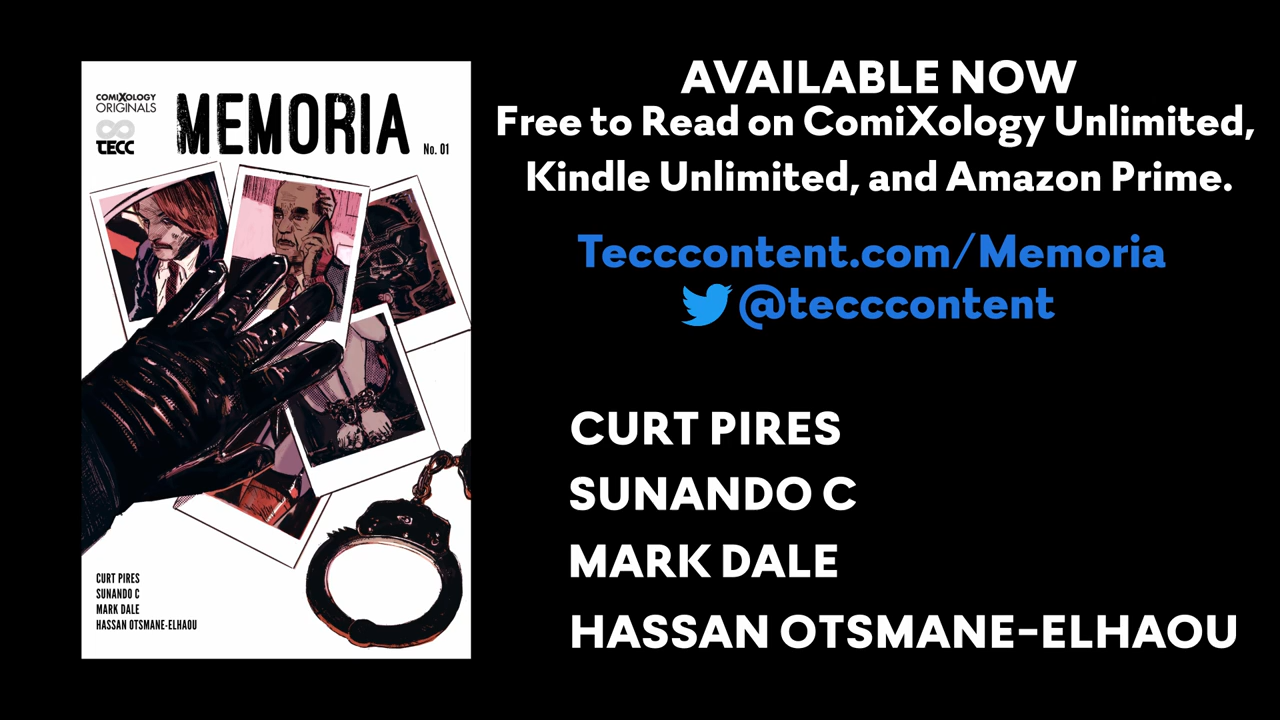 COMIXOLOGY
ORIGINALS
TECC
MEMORIA
No. 01
CURT PIRES
SUNANDO C
MARK DALE
HASSAN OTSMANE-ELHAOU
AVAILABLE NOW
Free to Read on ComiXology Unlimited,
Kindle Unlimited, and Amazon Prime.
Tecccontent.com/Memoria
@tecccontent
CURT PIRES
SUNANDO C
MARK DALE
HASSAN OTSMANE-ELHAOU